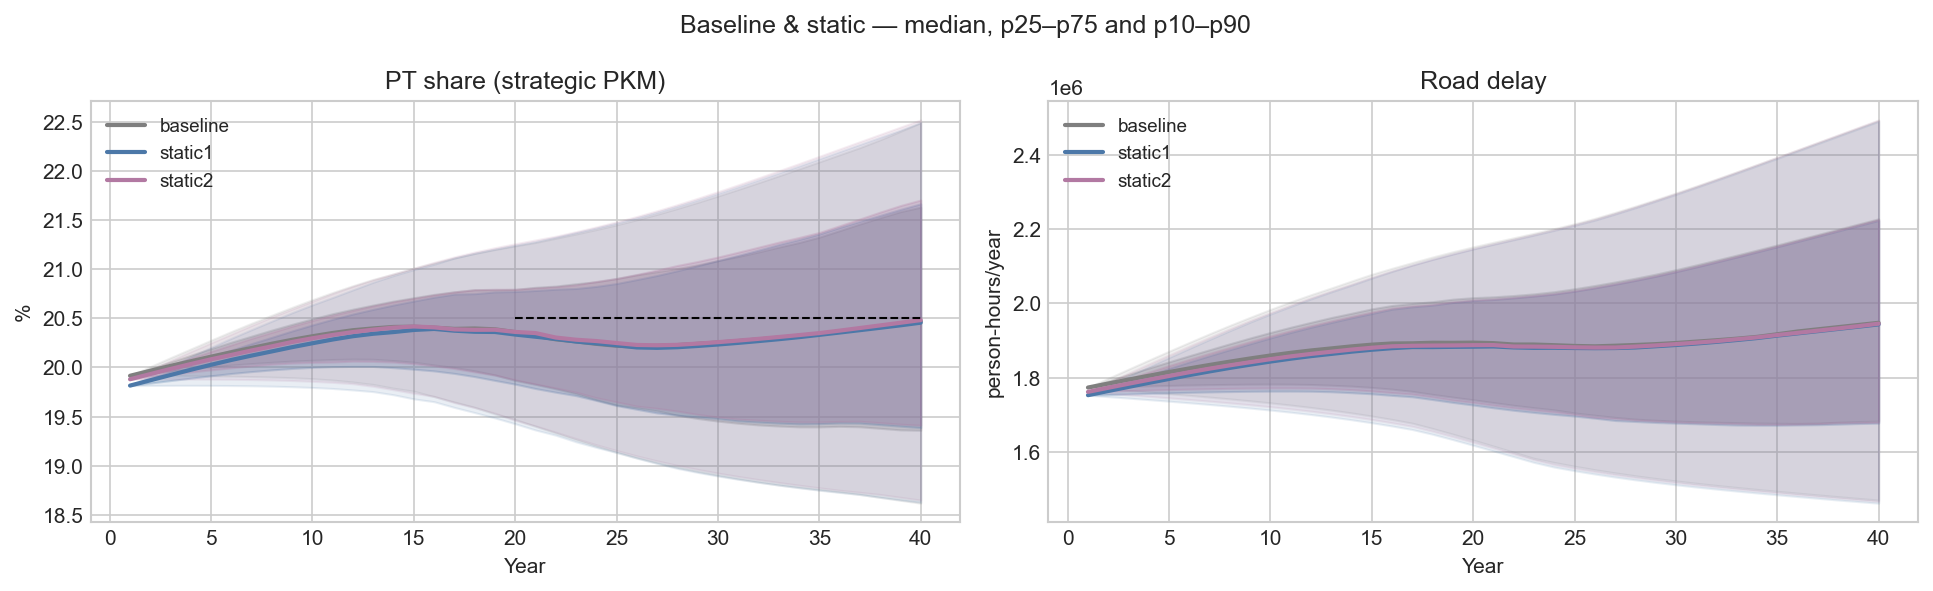 Baseline & static — median, p25–p75 and p10–p90
PT share (strategic PKM)
22.5
22.0
21.5
21.0
20.5
20.0
19.5
19.0
18.5
%
baseline
static1
static2
0 5 10 15 20 25 30 35 40
Year
Road delay
1e6
2.4
2.2
2.0
1.8
1.6
person-hours/year
baseline
static1
static2
0 5 10 15 20 25 30 35 40
Year